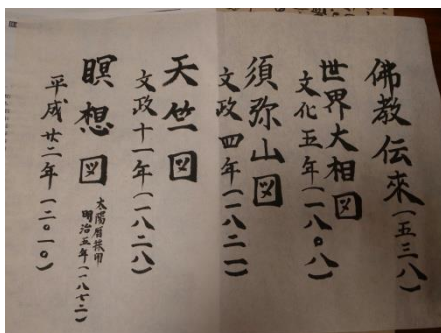 佛教伝來(五三八)
世界大相図
文化五年(一八〇八)
須弥山図
文政四年(一八二一)
天竺図
文政十一年(一八二八)
瞑想図
太陽暦採用
明治五年(一八七二)
平成廿二年(二〇一〇)